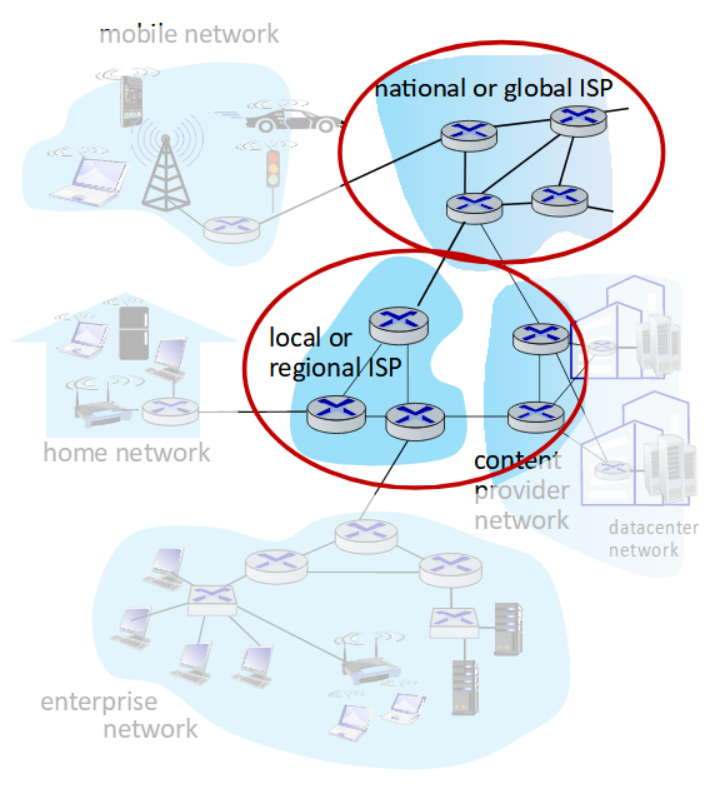 mobile network
national or global ISP
local or
regional ISP
home network
content
provider
network
datacenter
network
enterprise
network